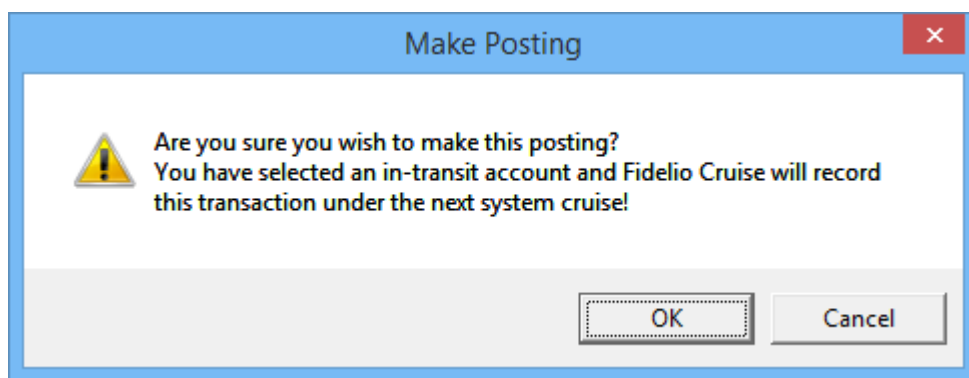 Make Posting
Are you sure you wish to make this posting?
You have selected an in-transit account and Fidelio Cruise will record
this transaction under the next system cruise!
OK
Cancel